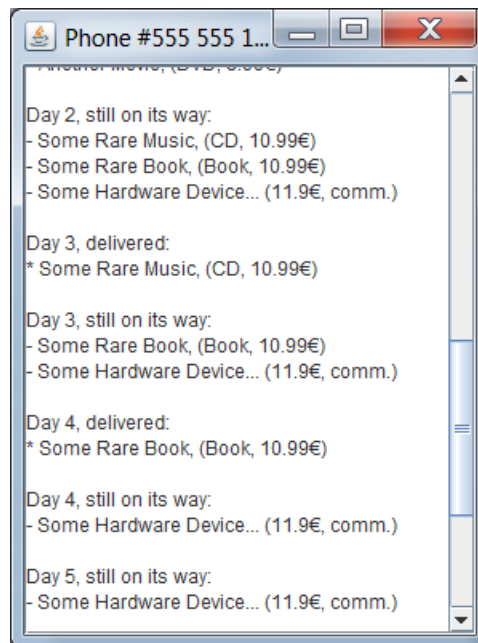 Phone #555 555 1...
Day 2, still on its way:
- Some Rare Music, (CD, 10.99€)
- Some Rare Book, (Book, 10.99€)
- Some Hardware Device... (11.9€, comm.)
Day 3, delivered:
* Some Rare Music, (CD, 10.99€)
Day 3, still on its way:
- Some Rare Book, (Book, 10.99€)
- Some Hardware Device... (11.9€, comm.)
Day 4, delivered:
* Some Rare Book, (Book, 10.99€)
Day 4, still on its way:
- Some Hardware Device... (11.9€, comm.)
Day 5, still on its way:
- Some Hardware Device... (11.9€, comm.)